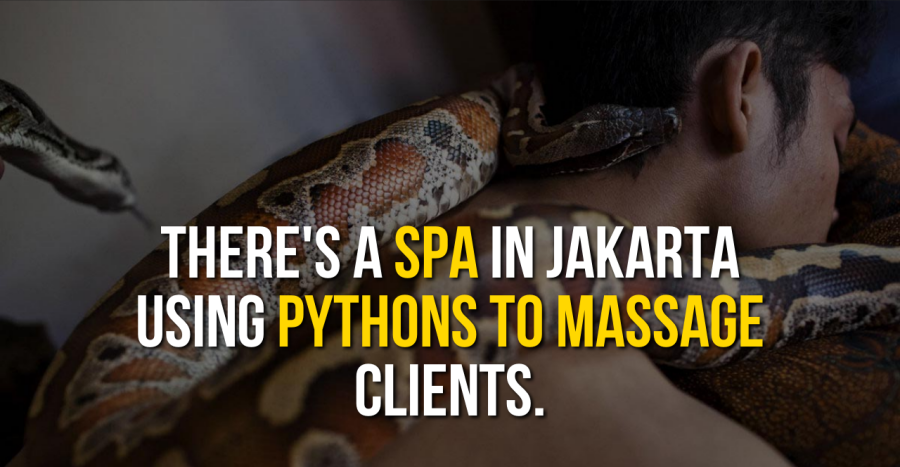 THERE'S A SPA IN JAKARTA
USING PYTHONS TO MASSAGE
CLIENTS.